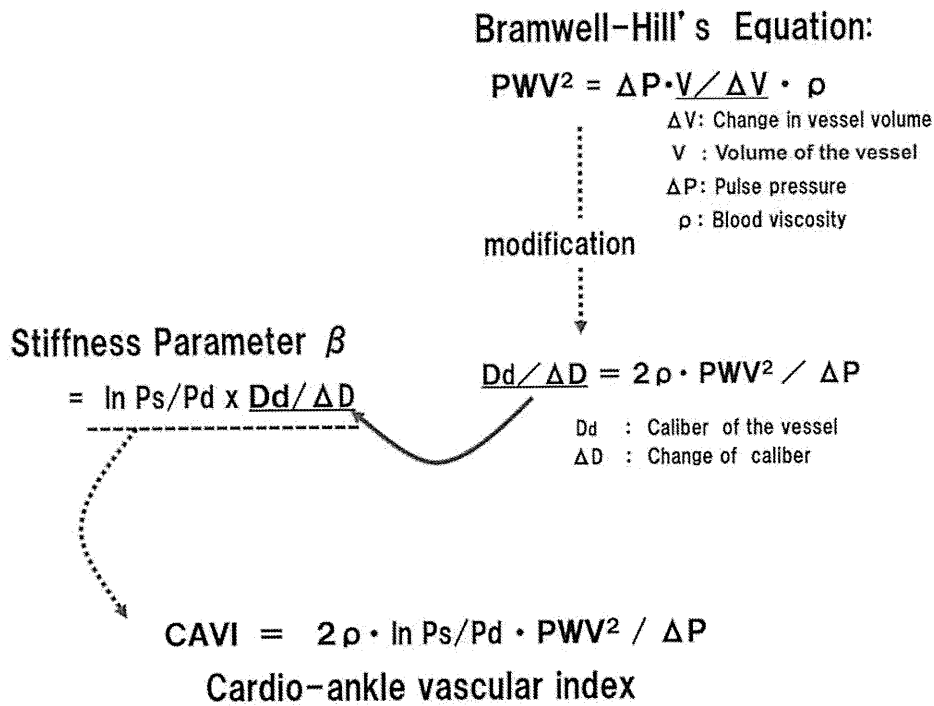 Bramwell-Hill's Equation:
PWV² = ΔP·V/ΔV · ρ
ΔV: Change in vessel volume
V : Volume of the vessel
ΔP: Pulse pressure
ρ : Blood viscosity
modification
Stiffness Parameter β
= ln Ps/Pd x Dd/ΔD
Dd/ΔD = 2ρ· PWV² / ΔP
Dd : Caliber of the vessel
ΔD : Change of caliber
CAVI = 2ρ · ln Ps/Pd · PWV² / ΔP
Cardio-ankle vascular index